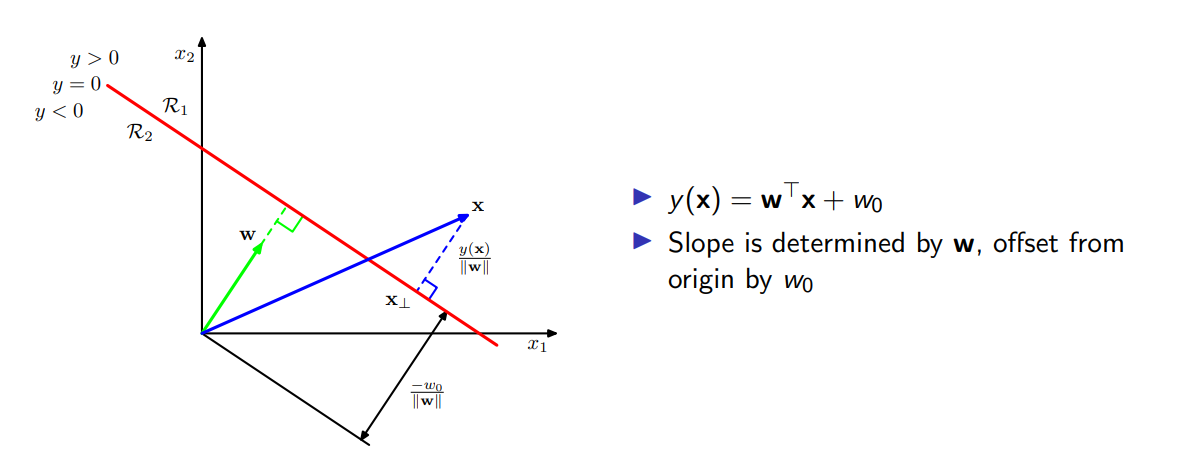 y > 0
y = 0
y < 0
x₂
R₁
R₂
w
x
y(x)
‖w‖
x⊥
x₁
−w₀
‖w‖
▶ y(x) = w⊤x + w₀
▶ Slope is determined by w, offset from
origin by w₀